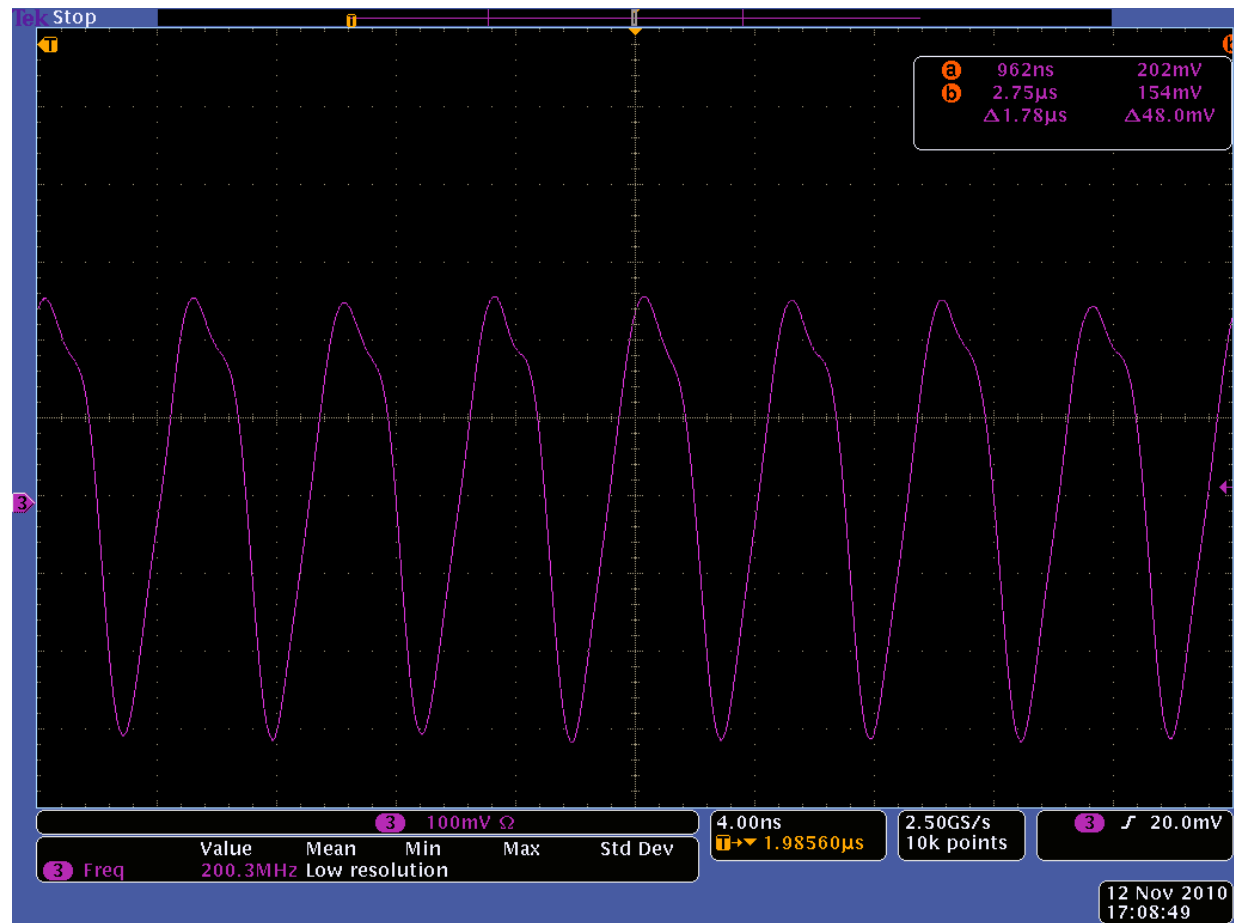 Tek Stop
T
T
b
a 962ns 202mV
b 2.75µs 154mV
Δ1.78µs Δ48.0mV
3
3 100mV Ω
Value Mean Min Max Std Dev
3 Freq 200.3MHz Low resolution
4.00ns
T→▼ 1.98560µs
2.50GS/s
10k points
3 ʃ 20.0mV
12 Nov 2010
17:08:49